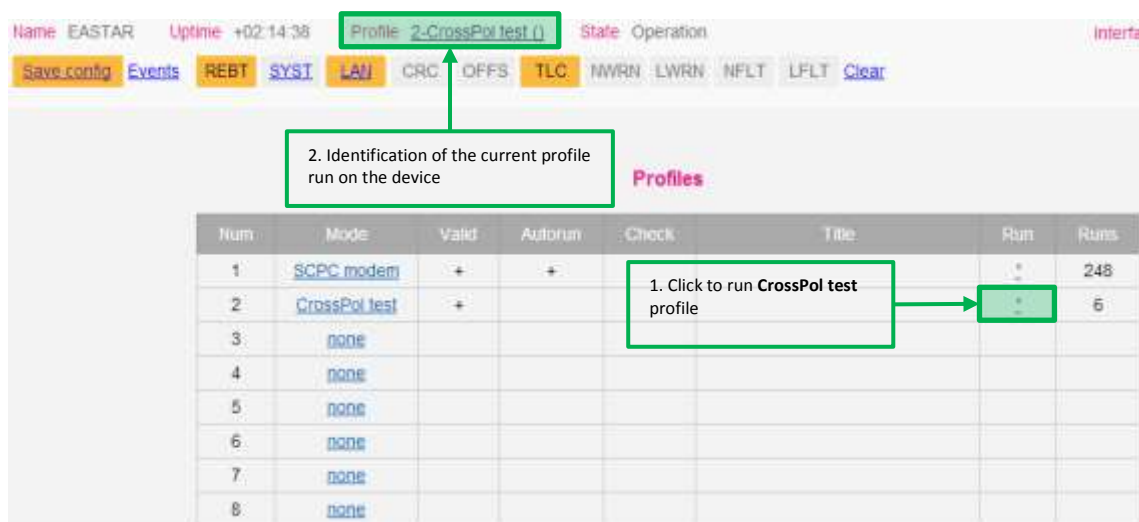 Name EASTAR Uptime +02:14:38 Profile 2-CrossPol test () State Operation Interfa
Save config Events REBT SYST LAN CRC OFFS TLC NWRN LWRN NFLT LFLT Clear
2. Identification of the current profile
run on the device
Profiles
Num Mode Valid Autorun Check Title Run Runs
1 SCPC modem + + * 248
1. Click to run CrossPol test
profile
2 CrossPol test + * 6
3 none
4 none
5 none
6 none
7 none
8 none